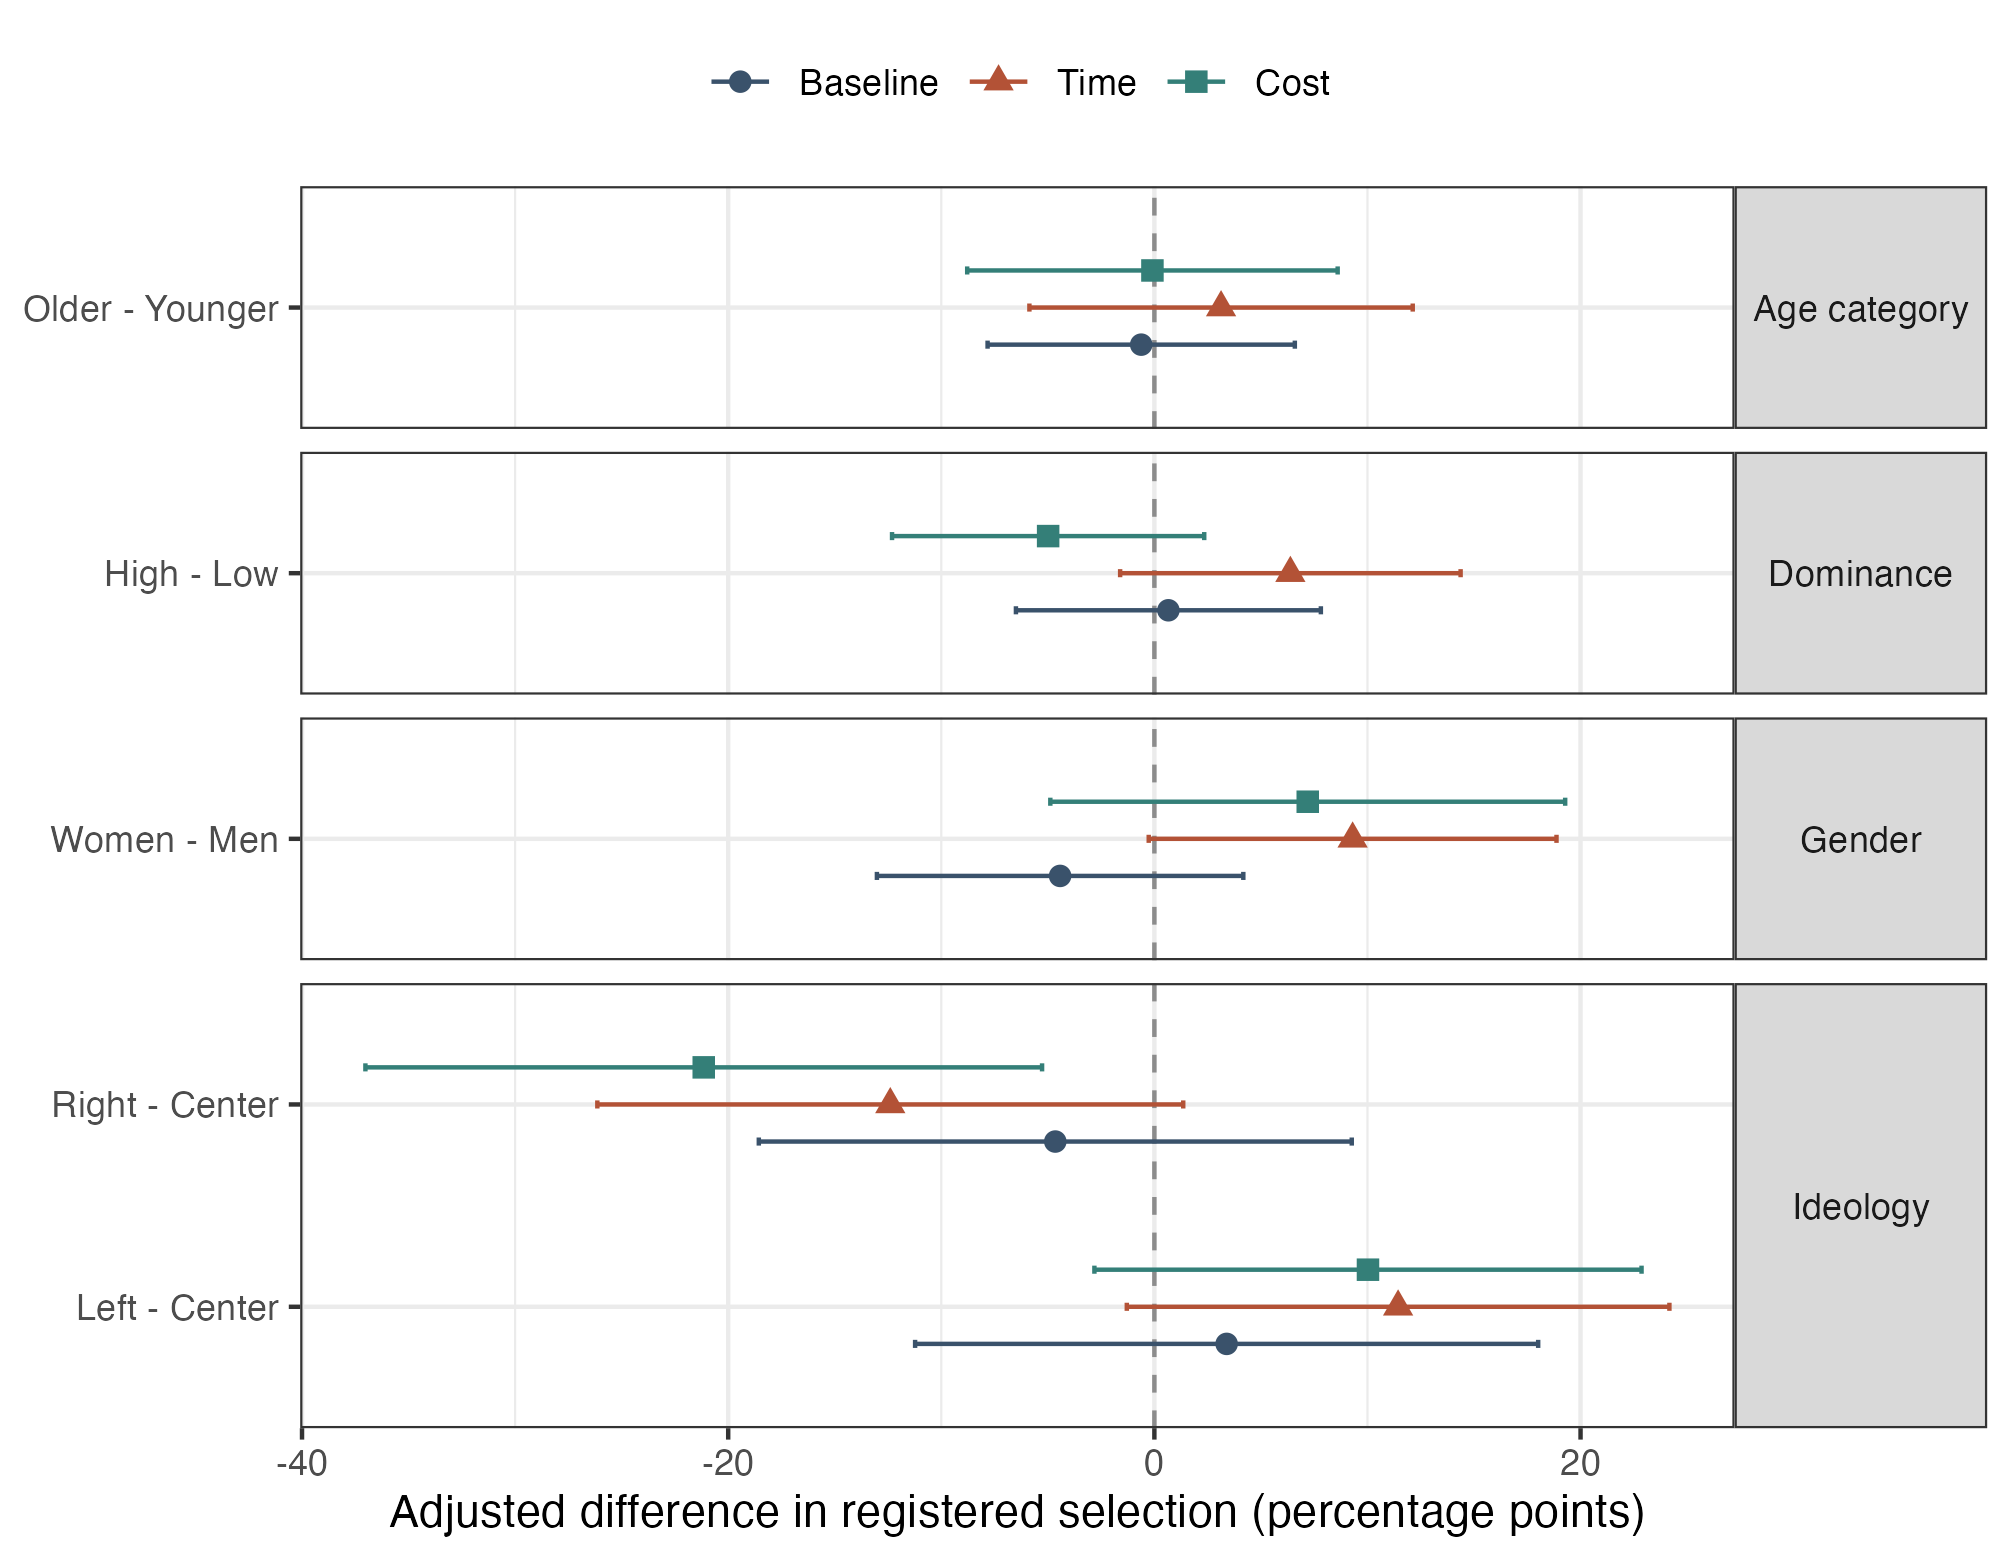 Baseline Time Cost
Older - Younger
Age category
High - Low
Dominance
Women - Men
Gender
Right - Center
Ideology
Left - Center
-40 -20 0 20
Adjusted difference in registered selection (percentage points)